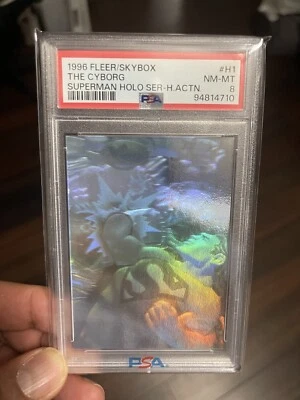 1996 FLEER/SKYBOX #H1
THE CYBORG NM-MT
SUPERMAN HOLO SER-H.ACTN. 8
PSA 94814710
PSA